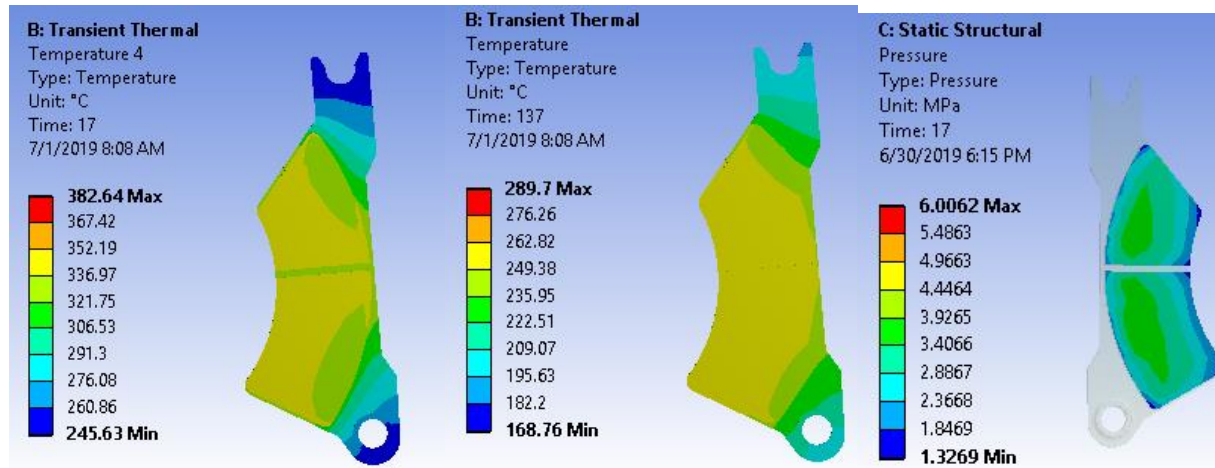 B: Transient Thermal
Temperature 4
Type: Temperature
Unit: °C
Time: 17
7/1/2019 8:08 AM
382.64 Max
367.42
352.19
336.97
321.75
306.53
291.3
276.08
260.86
245.63 Min
B: Transient Thermal
Temperature
Type: Temperature
Unit: °C
Time: 137
7/1/2019 8:08 AM
289.7 Max
276.26
262.82
249.38
235.95
222.51
209.07
195.63
182.2
168.76 Min
C: Static Structural
Pressure
Type: Pressure
Unit: MPa
Time: 17
6/30/2019 6:15 PM
6.0062 Max
5.4863
4.9663
4.4464
3.9265
3.4066
2.8867
2.3668
1.8469
1.3269 Min